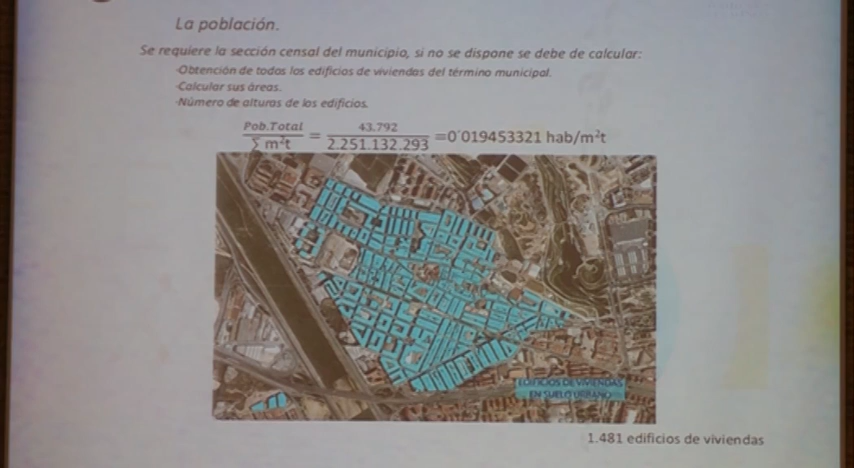 La población.
Se requiere la sección censal del municipio, si no se dispone se debe de calcular:
·Obtención de todos los edificios de viviendas del término municipal.
·Calcular sus áreas.
·Número de alturas de los edificios.
Pob.Total / ∑ m²t = 43.792 / 2.251.132.293 =0´019453321 hab/m²t
EDIFICIOS DE VIVIENDAS
EN SUELO URBANO
1.481 edificios de viviendas